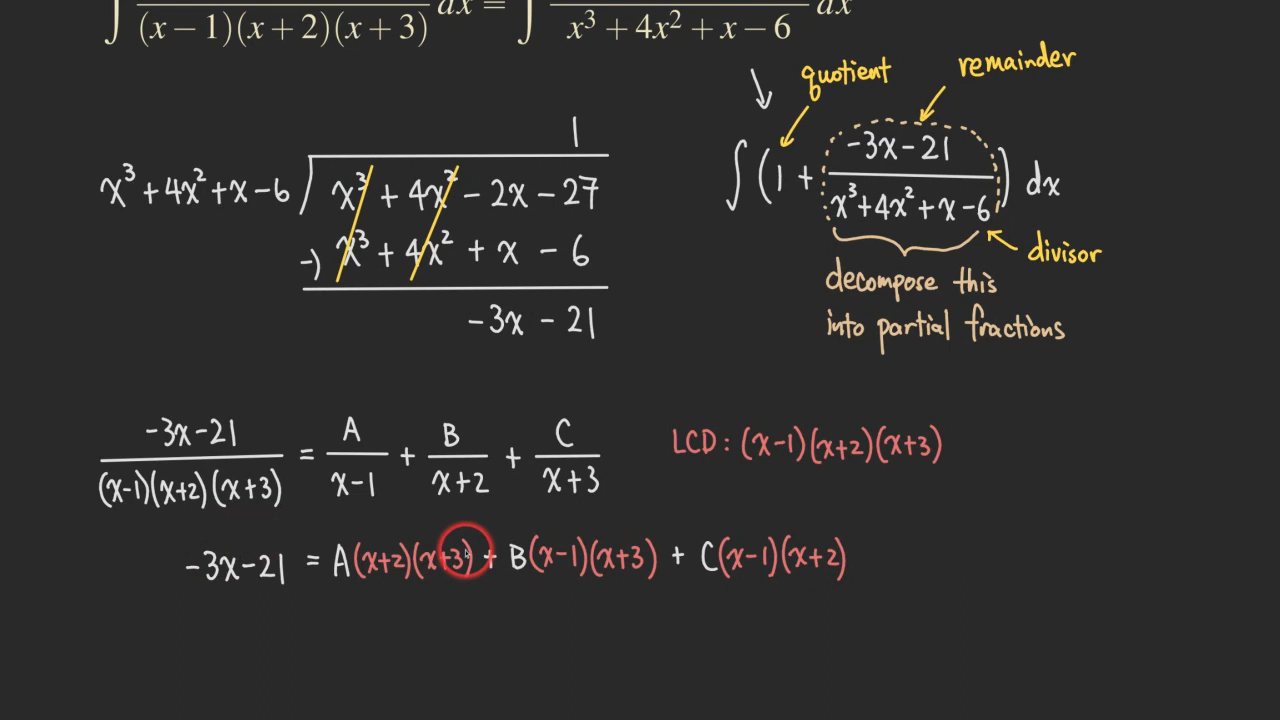 ∫ ――― dx = ∫ ――― dx
(x − 1)(x + 2)(x + 3) x³ + 4x² + x − 6
quotient remainder
1
x³ + 4x² + x − 6 ) x³ + 4x² − 2x − 27
−) x³ + 4x² + x − 6
−3x − 21
∫ (1 + (−3x − 21)/(x³ + 4x² + x − 6)) dx
divisor
decompose this
into partial fractions
(−3x − 21)/((x−1)(x+2)(x+3)) = A/(x−1) + B/(x+2) + C/(x+3) LCD: (x−1)(x+2)(x+3)
−3x−21 = A(x+2)(x+3) + B(x−1)(x+3) + C(x−1)(x+2)